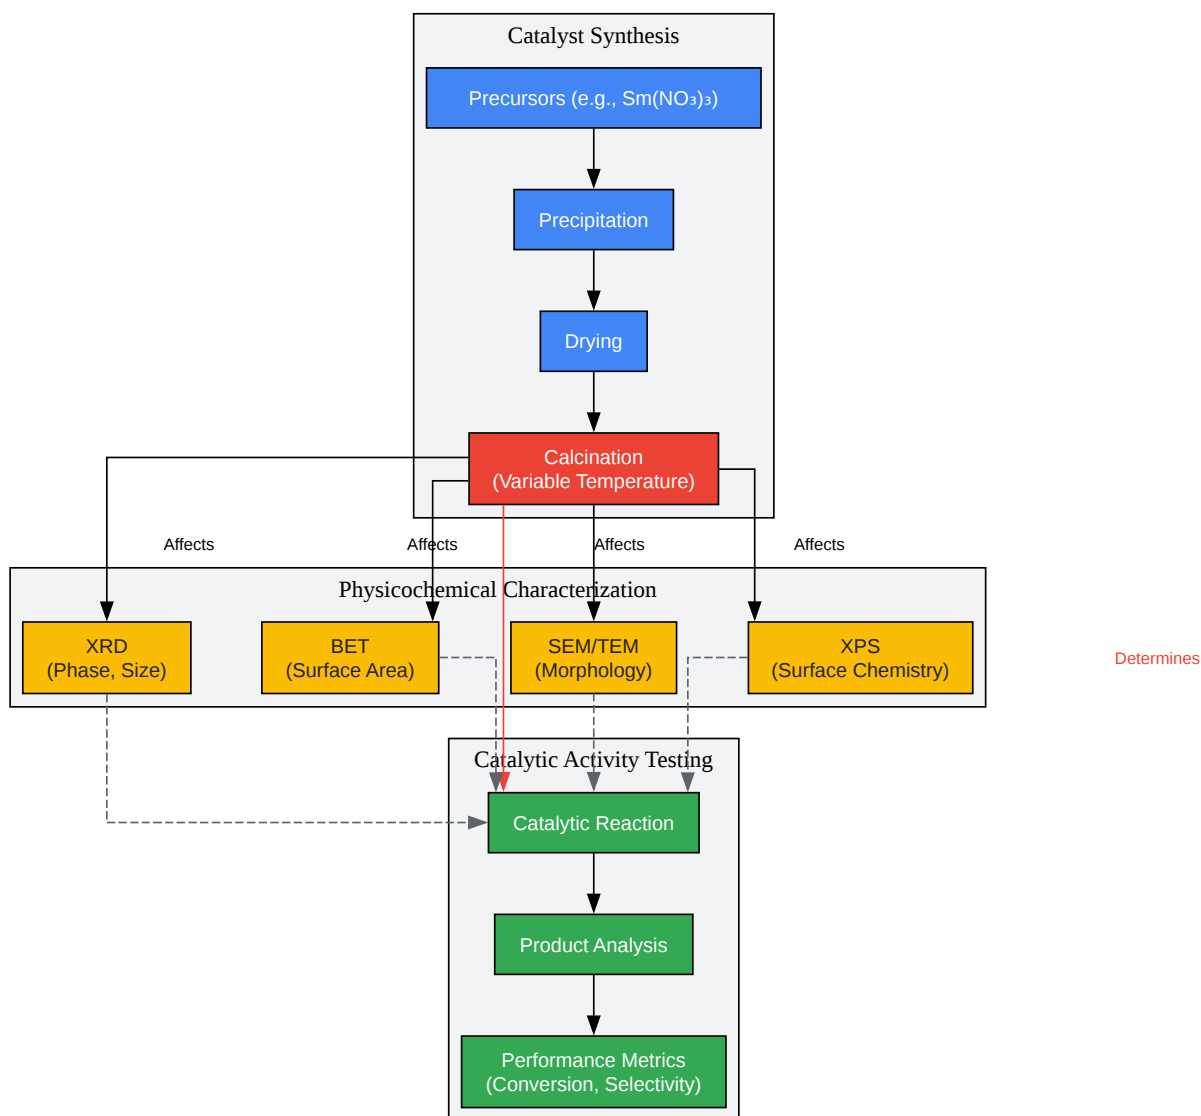 Catalyst Synthesis
Precursors (e.g., Sm(NO₃)₃)
Precipitation
Drying
Calcination
(Variable Temperature)
Affects
Affects
Affects
Affects
Physicochemical Characterization
XRD
(Phase, Size)
BET
(Surface Area)
SEM/TEM
(Morphology)
XPS
(Surface Chemistry)
Determines
Catalytic Activity Testing
Catalytic Reaction
Product Analysis
Performance Metrics
(Conversion, Selectivity)